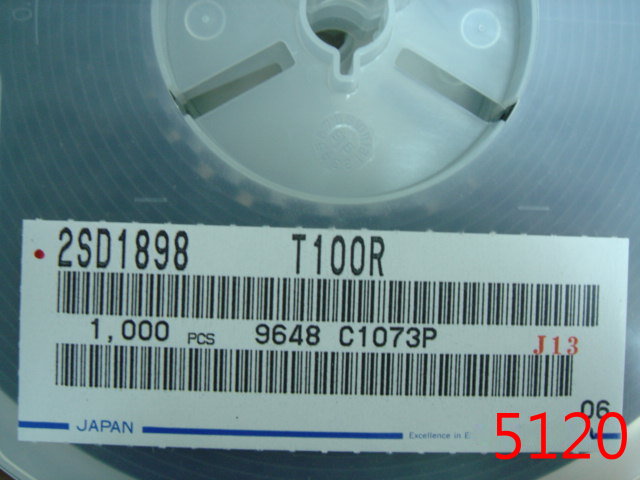 2SD1898 T100R
1,000 PCS 9648 C1073P
J13
06
JAPAN
Excellence in E
5120